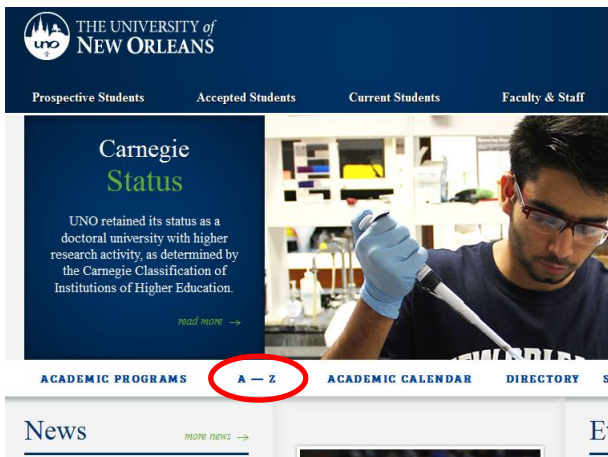 THE UNIVERSITY of
uno NEW ORLEANS
Prospective Students Accepted Students Current Students Faculty & Staff
Carnegie
Status
UNO retained its status as a
doctoral university with higher
research activity, as determined by
the Carnegie Classification of
Institutions of Higher Education.
read more →
ACADEMIC PROGRAMS A — Z ACADEMIC CALENDAR DIRECTORY
News more news →